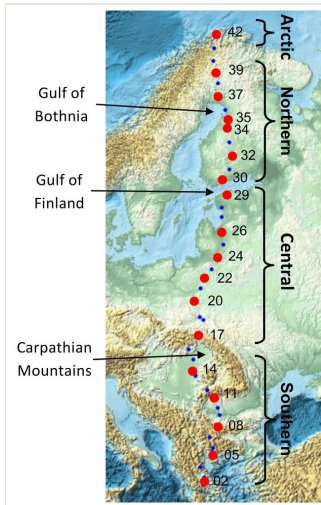 Arctic
42
Northern
39
37
Gulf of
Bothnia
35
34
32
30
Gulf of
Finland
29
Central
26
24
22
20
17
Carpathian
Mountains
14
Southern
11
08
05
02